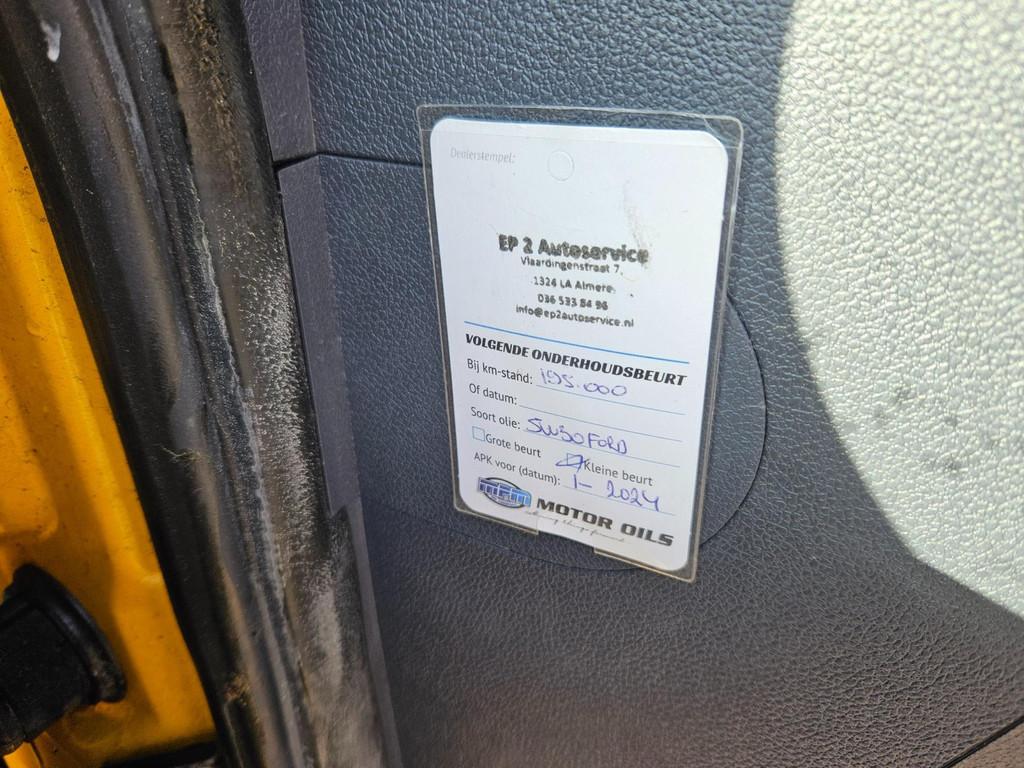 Dealerstempel:
EP 2 Autoservice
Vlaardingenstraat 7,
1324 LA Almere
036 533 84 96
info@ep2autoservice.nl
VOLGENDE ONDERHOUDSBEURT
Bij km-stand: 195.000
Of datum:
Soort olie: 5W30 FORD
Grote beurt Kleine beurt
APK voor (datum): 1-2024
MOTOR OILS